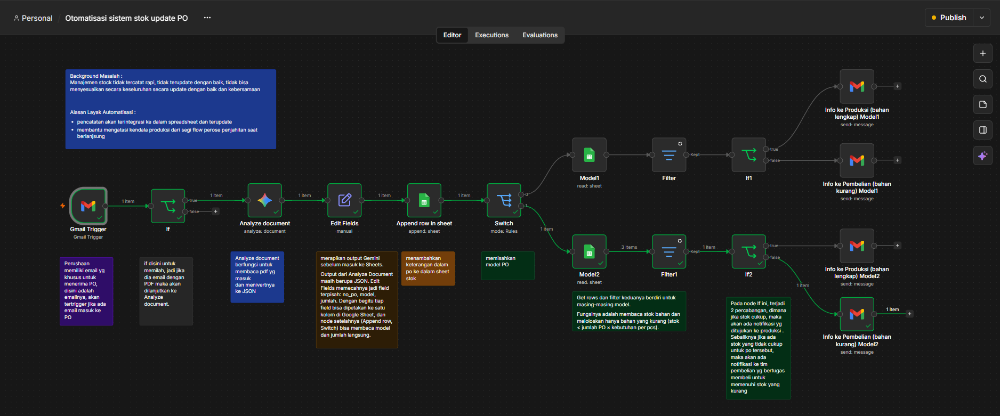 Personal
Otomatisasi sistem stok update PO
...
Publish
Editor
Executions
Evaluations
Background Masalah :
Manajemen stock tidak tercatat rapi, tidak terupdate dengan baik, tidak bisa
menyesuaikan secara keseluruhan secara update dengan baik dan kebersamaan
Alasan Layak Automatisasi :
• pencatatan akan terintegrasi ke dalam spreadsheet dan terupdate
• membantu mengatasi kendala produksi dari segi flow perose penjahitan saat
berlanjsung
Info ke Produksi (bahan
lengkap) Model1
send: message
Model1
read: sheet
Filter
Kept
If1
true
false
Info ke Pembelian (bahan
kurang) Model1
send: message
Gmail Trigger
Gmail Trigger
1 item
If
true
false
1 item
Analyze document
analyze: document
1 item
Edit Fields
manual
1 item
Append row in sheet
append: sheet
1 item
Switch
mode: Rules
0
1
1 item
Model2
read: sheet
3 items
Filter1
Kept
1 item
If2
true
false
1 item
Info ke Produksi (bahan
lengkap) Model2
send: message
1 item
Info ke Pembelian (bahan
kurang) Model2
send: message
Perushaan
memiliki email yg
khusus untuk
menerima PO,
disini adalah
emailnya, akan
tertrigger jika ada
email masuk ke
PO
if disini untuk
memilah, jadi jika
dia email dengan
PDF maka akan
dilanjutkan ke
Analyze
document.
Analyze document
berfungsi untuk
membaca pdf yg
masuk
dan menivertnya
ke JSON
merapikan output Gemini
sebelum masuk ke Sheets.
Output dari Analyze Document
masih berupa JSON. Edit
Fields memecahnya jadi field
terpisah: no_po, model,
jumlah. Dengan begitu tiap
field bisa dipetakan ke satu
kolom di Google Sheet, dan
node setelahnya (Append row,
Switch) bisa membaca model
dan jumlah langsung.
menambahkan
keterangan dalam
po ke dalam sheet
stok
memisahkan
model PO
Get rows dan filter keduanya berdiri untuk
masing-masing model.
Fungsinya adalah membaca stok bahan dan
meloloskan hanya bahan yang kurang (stok
< jumlah PO × kebutuhan per pcs).
Pada node If ini, terjadi
2 percabangan, dimana
jika stok cukup, maka
akan ada notifikasi yg
ditujukan ke produksi .
Sebaliknya jika ada
stok yang tidak cukup
untuk po tersebut,
maka akan ada
notifikasi ke tim
pembelian yg bertugas
membeli untuk
memenuhi stok yang
kurang